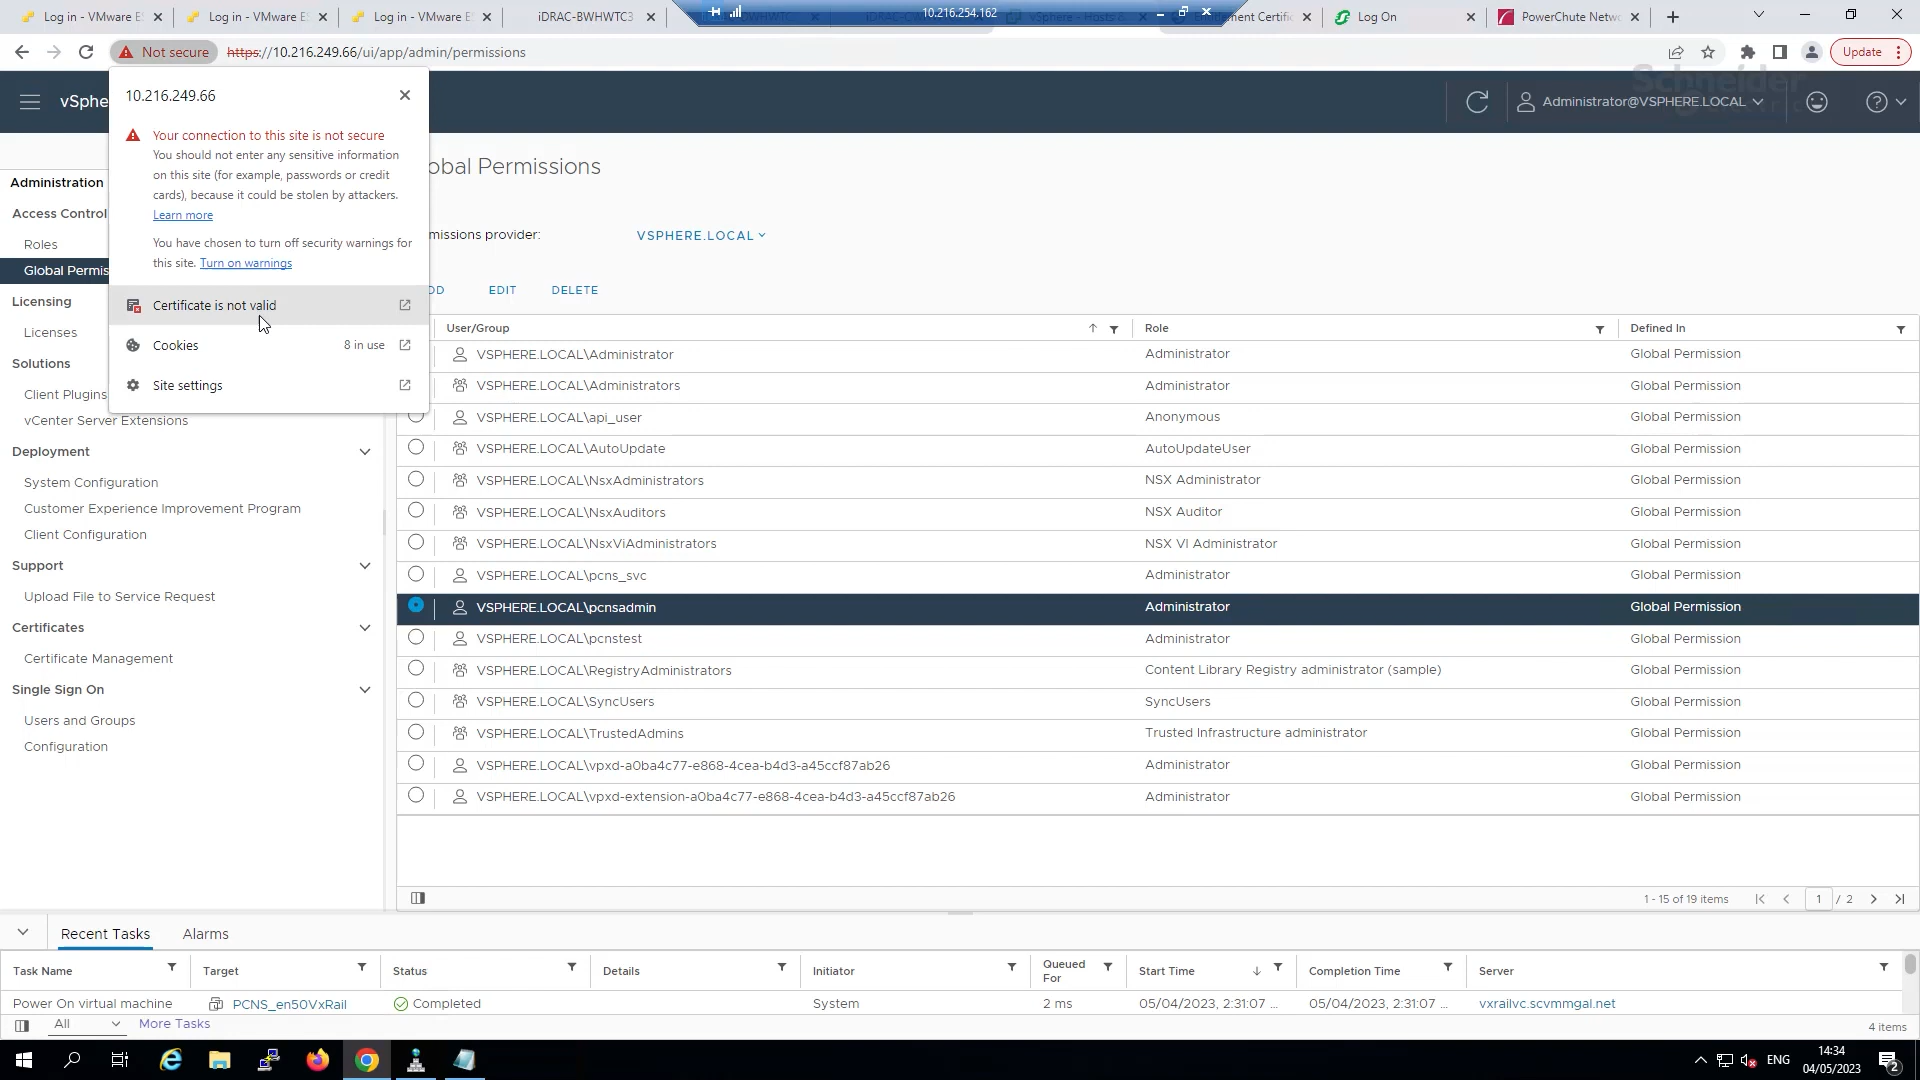 Log in - VMware E
Log in - VMware E
Log in - VMware E
iDRAC-BWHWTC3
10.216.254.162
Log On
PowerChute Netw
Not secure
https://10.216.249.66/ui/app/admin/permissions
Update
vSphe
Administrator@VSPHERE.LOCAL
10.216.249.66
Your connection to this site is not secure
You should not enter any sensitive information
on this site (for example, passwords or credit
cards), because it could be stolen by attackers.
Learn more
You have chosen to turn off security warnings for
this site. Turn on warnings
Certificate is not valid
Cookies
8 in use
Site settings
Administration
Access Control
Roles
Global Permis
Licensing
Licenses
Solutions
Client Plugins
vCenter Server Extensions
Deployment
System Configuration
Customer Experience Improvement Program
Client Configuration
Support
Upload File to Service Request
Certificates
Certificate Management
Single Sign On
Users and Groups
Configuration
obal Permissions
missions provider:
VSPHERE.LOCAL
DD EDIT DELETE
User/Group Role Defined In
VSPHERE.LOCAL\Administrator Administrator Global Permission
VSPHERE.LOCAL\Administrators Administrator Global Permission
VSPHERE.LOCAL\api_user Anonymous Global Permission
VSPHERE.LOCAL\AutoUpdate AutoUpdateUser Global Permission
VSPHERE.LOCAL\NsxAdministrators NSX Administrator Global Permission
VSPHERE.LOCAL\NsxAuditors NSX Auditor Global Permission
VSPHERE.LOCAL\NsxViAdministrators NSX VI Administrator Global Permission
VSPHERE.LOCAL\pcns_svc Administrator Global Permission
VSPHERE.LOCAL\pcnsadmin Administrator Global Permission
VSPHERE.LOCAL\pcnstest Administrator Global Permission
VSPHERE.LOCAL\RegistryAdministrators Content Library Registry administrator (sample) Global Permission
VSPHERE.LOCAL\SyncUsers SyncUsers Global Permission
VSPHERE.LOCAL\TrustedAdmins Trusted Infrastructure administrator Global Permission
VSPHERE.LOCAL\vpxd-a0ba4c77-e868-4cea-b4d3-a45ccf87ab26 Administrator Global Permission
VSPHERE.LOCAL\vpxd-extension-a0ba4c77-e868-4cea-b4d3-a45ccf87ab26 Administrator Global Permission
1 - 15 of 19 items
1 / 2
Recent Tasks Alarms
Task Name Target Status Details Initiator Queued For Start Time Completion Time Server
Power On virtual machine PCNS_en50VxRail Completed System 2 ms 05/04/2023, 2:31:07 ... 05/04/2023, 2:31:07 ... vxrailvc.scvmmgal.net
All More Tasks
4 items
ENG
14:34
04/05/2023
2